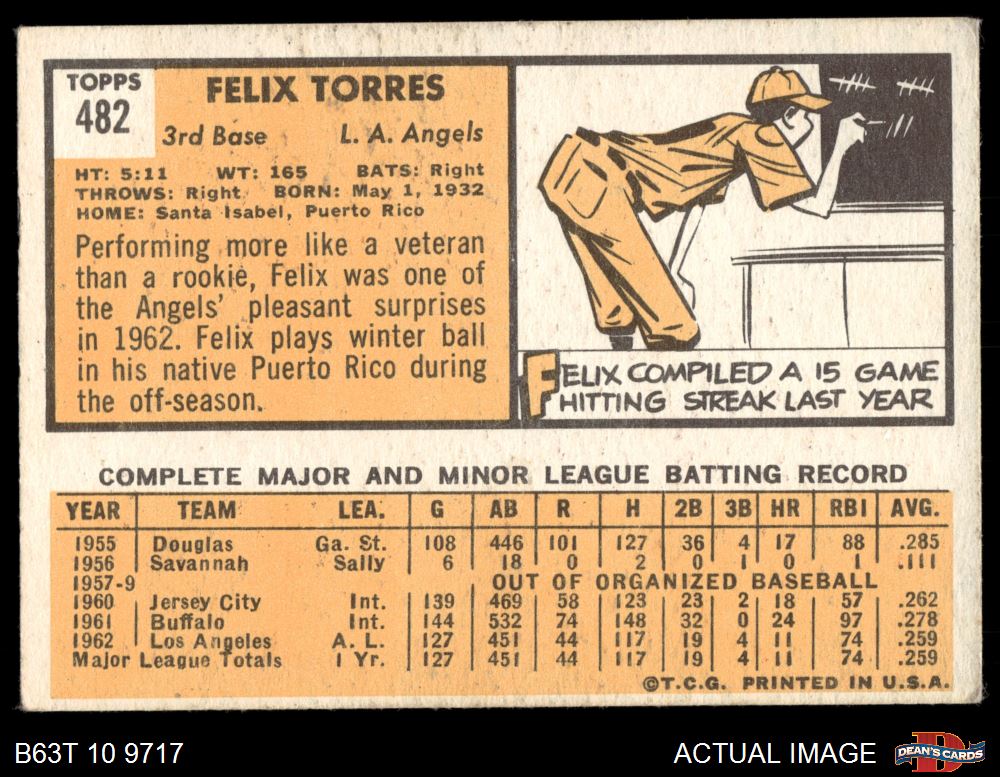 TOPPS
482
FELIX TORRES
3rd Base L. A. Angels
HT: 5:11 WT: 165 BATS: Right
THROWS: Right BORN: May 1, 1932
HOME: Santa Isabel, Puerto Rico
Performing more like a veteran
than a rookie, Felix was one of
the Angels' pleasant surprises
in 1962. Felix plays winter ball
in his native Puerto Rico during
the off-season.
FELIX COMPILED A 15 GAME
HITTING STREAK LAST YEAR
COMPLETE MAJOR AND MINOR LEAGUE BATTING RECORD
YEAR TEAM LEA. G AB R H 2B 3B HR RBI AVG.
1955 Douglas Ga. St. 108 446 101 127 36 4 17 88 .285
1956 Savannah Sally 6 18 0 2 0 1 0 1 .111
1957-9 OUT OF ORGANIZED BASEBALL
1960 Jersey City Int. 139 469 58 123 23 2 18 57 .262
1961 Buffalo Int. 144 532 74 148 32 0 24 97 .278
1962 Los Angeles A. L. 127 451 44 117 19 4 11 74 .259
Major League Totals 1 Yr. 127 451 44 117 19 4 11 74 .259
©T.C.G. PRINTED IN U.S.A.
B63T 10 9717 ACTUAL IMAGE
DEAN'S CARDS